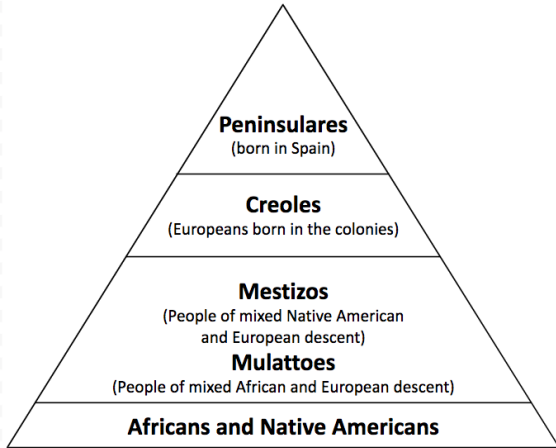 Peninsulares
(born in Spain)
Creoles
(Europeans born in the colonies)
Mestizos
(People of mixed Native American
and European descent)
Mulattoes
(People of mixed African and European descent)
Africans and Native Americans